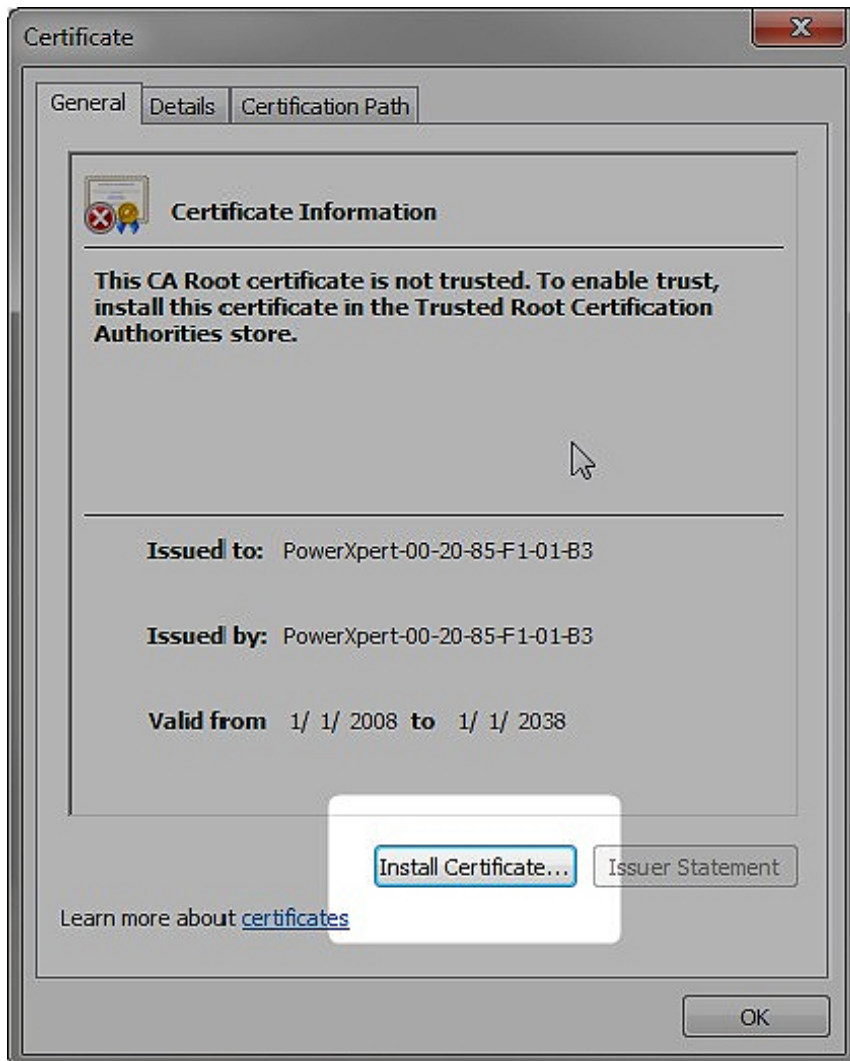 Certificate
General Details Certification Path
Certificate Information
This CA Root certificate is not trusted. To enable trust,
install this certificate in the Trusted Root Certification
Authorities store.
Issued to: PowerXpert-00-20-85-F1-01-B3
Issued by: PowerXpert-00-20-85-F1-01-B3
Valid from 1/ 1/ 2008 to 1/ 1/ 2038
Install Certificate... Issuer Statement
Learn more about certificates
OK